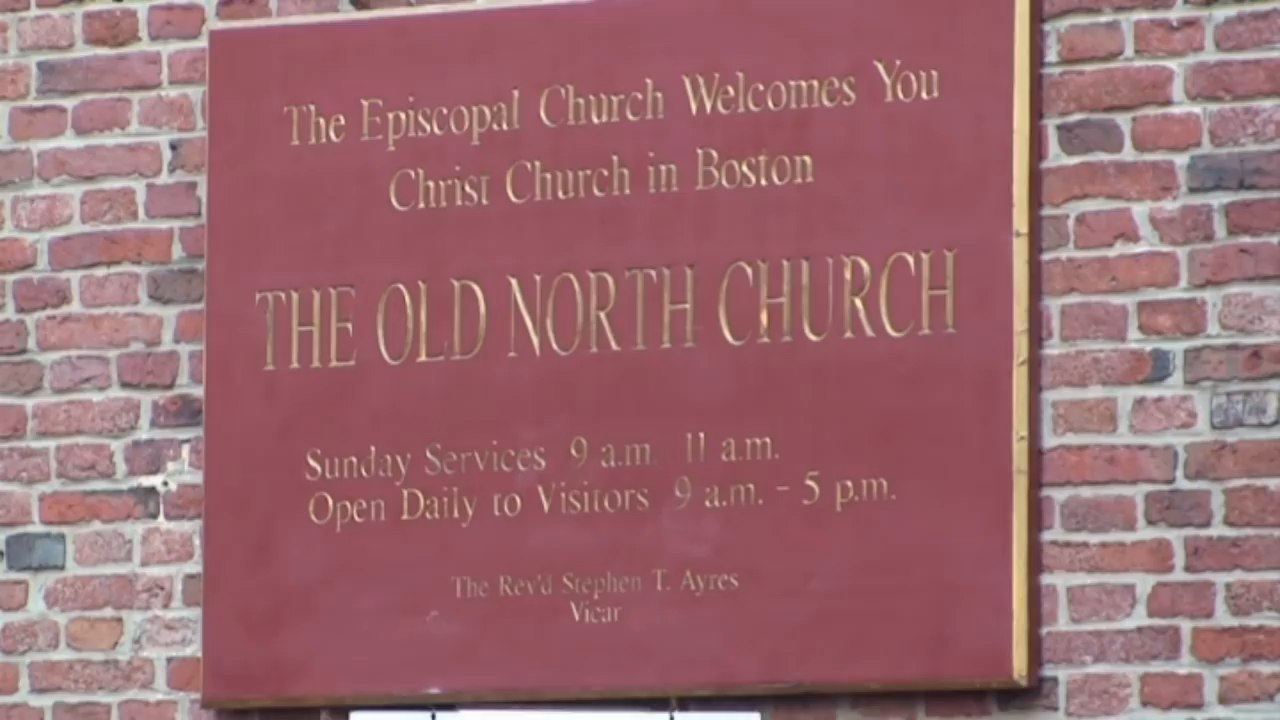 The Episcopal Church Welcomes You
Christ Church in Boston
THE OLD NORTH CHURCH
Sunday Services 9 a.m. 11 a.m.
Open Daily to Visitors 9 a.m. - 5 p.m.
The Rev'd Stephen T. Ayres
Vicar